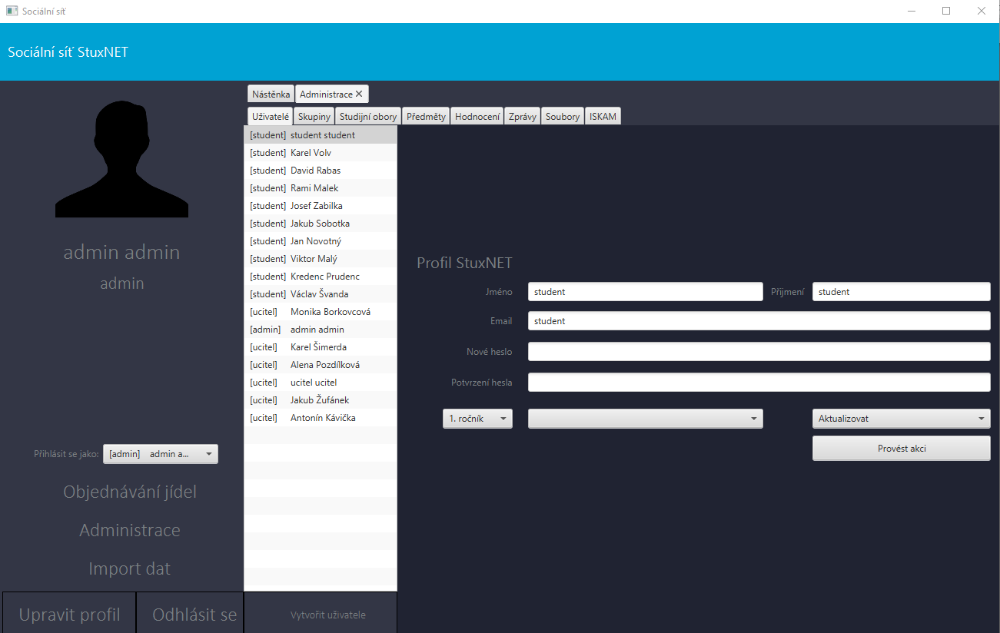 Sociální síť
Sociální síť StuxNET
admin admin
admin
Přihlásit se jako: [admin] admin a...
Objednávání jídel
Administrace
Import dat
Upravit profil Odhlásit se
Nástěnka Administrace
Uživatelé Skupiny Studijní obory Předměty Hodnocení Zprávy Soubory ISKAM
[student] student student
[student] Karel Volv
[student] David Rabas
[student] Rami Malek
[student] Josef Zabilka
[student] Jakub Sobotka
[student] Jan Novotný
[student] Viktor Malý
[student] Kredenc Prudenc
[student] Václav Švanda
[ucitel] Monika Borkovcová
[admin] admin admin
[ucitel] Karel Šimerda
[ucitel] Alena Pozdílková
[ucitel] ucitel ucitel
[ucitel] Jakub Žufánek
[ucitel] Antonín Kávička
Vytvořit uživatele
Profil StuxNET
Jméno student Přijmení student
Email student
Nové heslo
Potvrzení hesla
1. ročník Aktualizovat
Provést akci